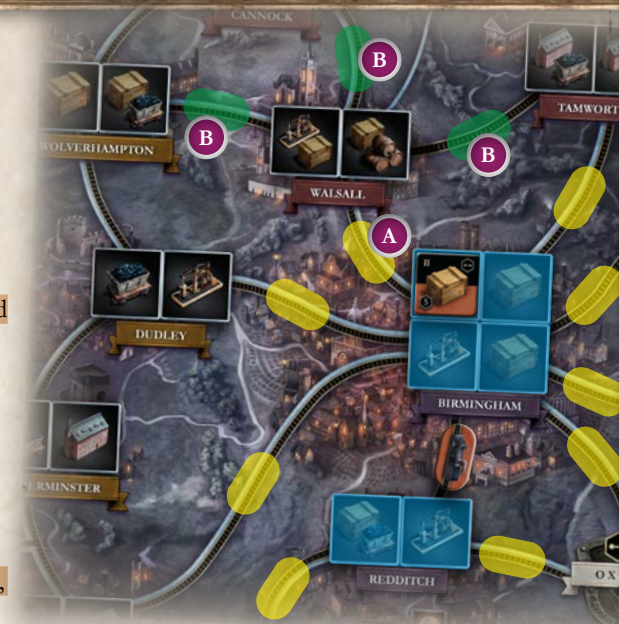 CANNOCK
B
TAMWORT
WOLVERHAMPTON
B
B
WALSALL
A
II
5
d
DUDLEY
BIRMINGHAM
ERMINSTER
REDDITCH
OX
,